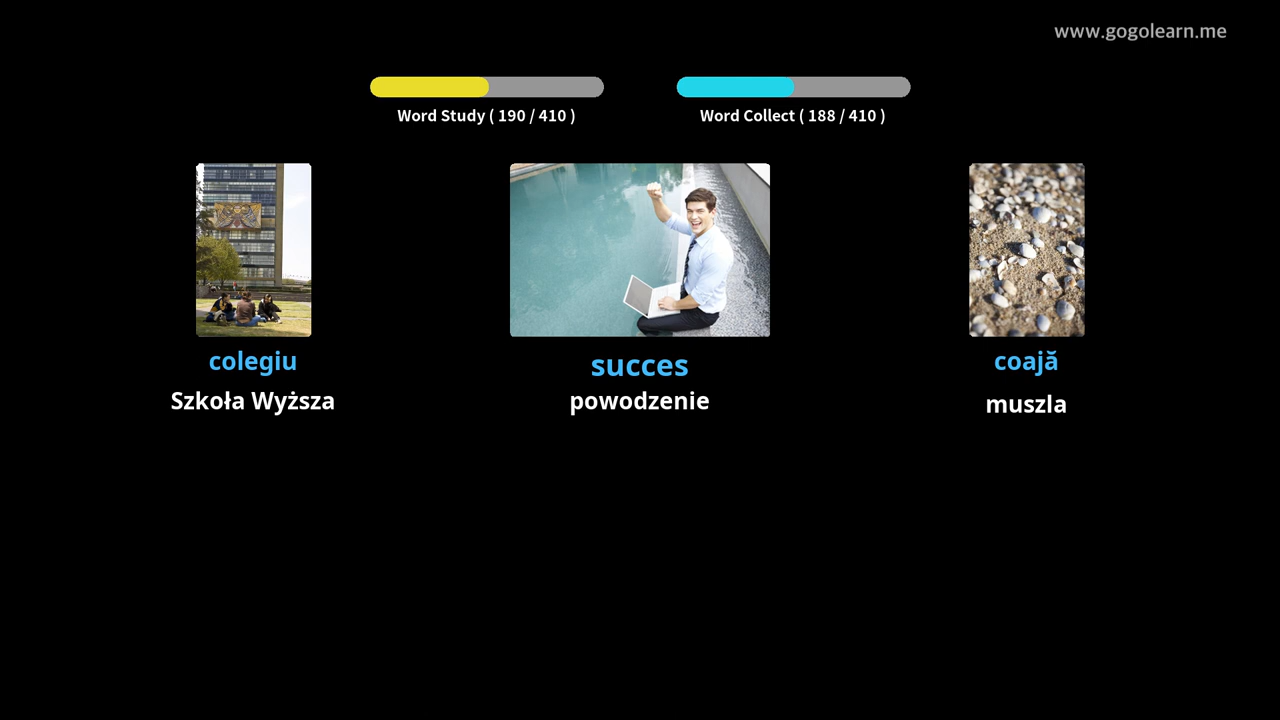 www.gogolearn.me
Word Study ( 190 / 410 )
Word Collect ( 188 / 410 )
colegiu
Szkoła Wyższa
succes
powodzenie
coajă
muszla